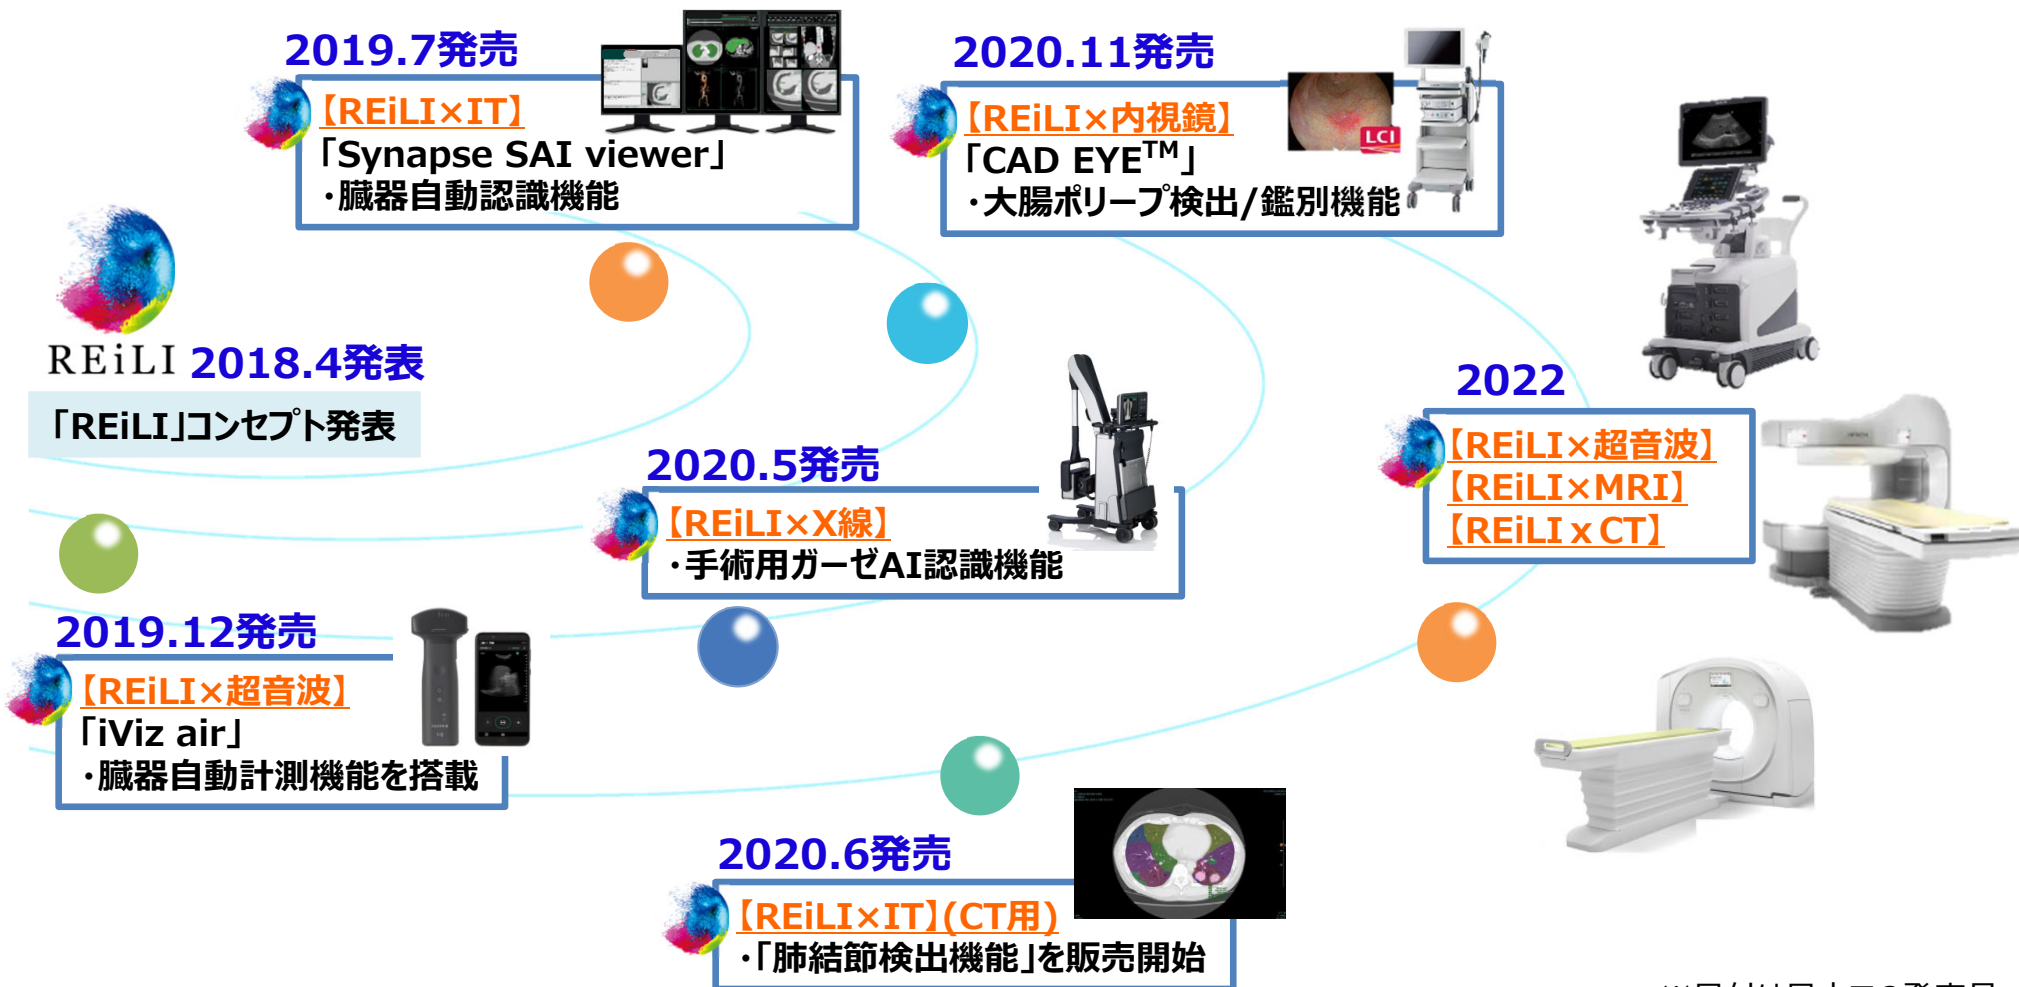 2019.7発売
【REiLI×IT】
「Synapse SAI viewer」
・臓器自動認識機能
2020.11発売
【REiLI×内視鏡】
「CAD EYE™」
・大腸ポリープ検出/鑑別機能
LCI
REiLI
2018.4発表
「REiLI」コンセプト発表
2020.5発売
【REiLI×X線】
・手術用ガーゼAI認識機能
2022
【REiLI×超音波】
【REiLI×MRI】
【REiLI x CT】
2019.12発売
【REiLI×超音波】
「iViz air」
・臓器自動計測機能を搭載
2020.6発売
【REiLI×IT】(CT用)
・「肺結節検出機能」を販売開始